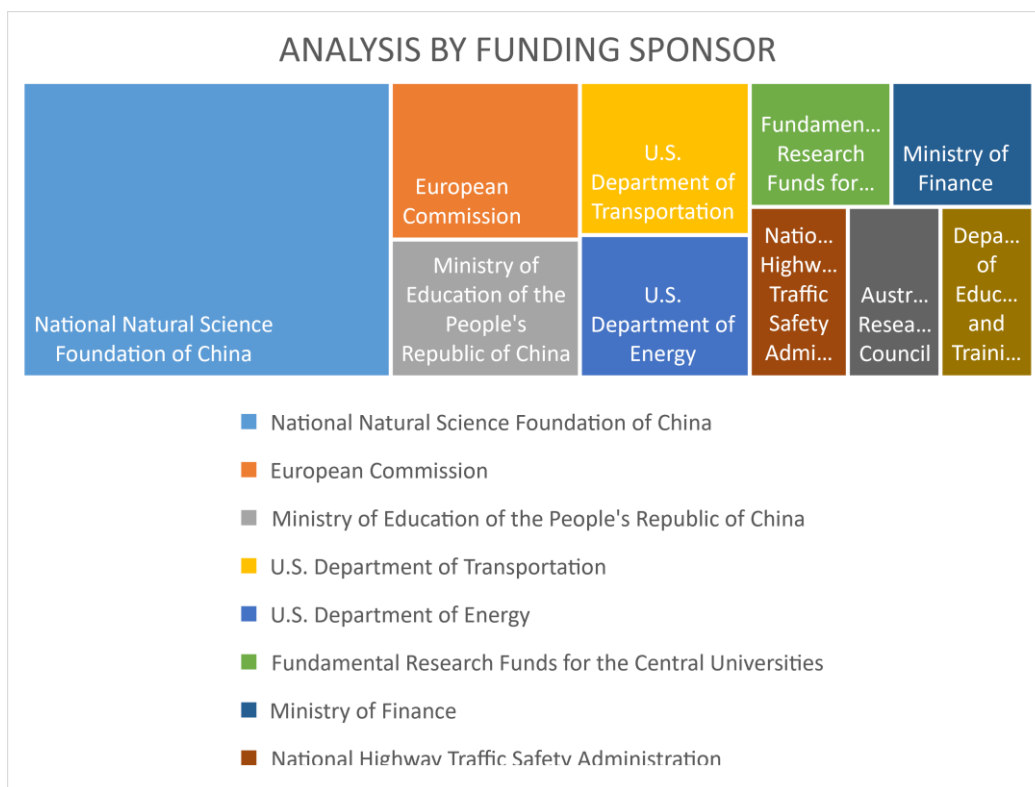 ANALYSIS BY FUNDING SPONSOR
National Natural Science
Foundation of China
European
Commission
Ministry of
Education of the
People's
Republic of China
U.S.
Department of
Transportation
U.S.
Department of
Energy
Fundamen...
Research
Funds for...
Ministry of
Finance
Natio...
Highw...
Traffic
Safety
Admi...
Austr...
Resea...
Council
Depa...
of
Educ...
and
Traini...
National Natural Science Foundation of China
European Commission
Ministry of Education of the People's Republic of China
U.S. Department of Transportation
U.S. Department of Energy
Fundamental Research Funds for the Central Universities
Ministry of Finance
National Highway Traffic Safety Administration